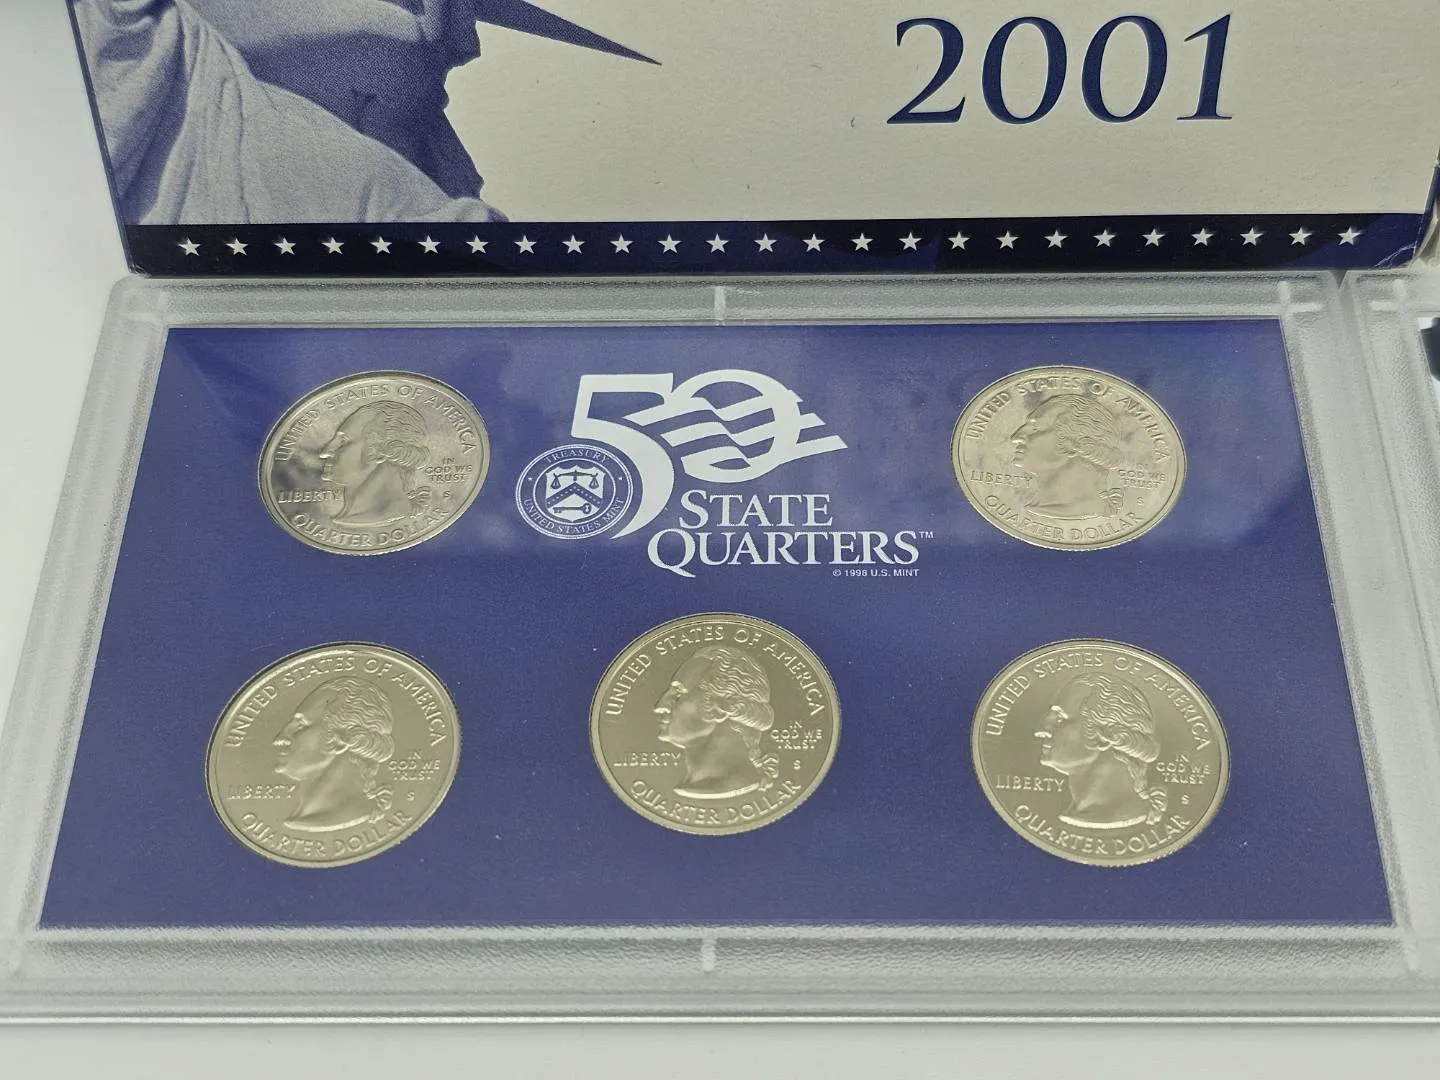 2001
50
STATE
QUARTERS™
© 1998 U.S. MINT
TREASURY
UNITED STATES MINT
UNITED STATES OF AMERICA
LIBERTY
IN
GOD WE
TRUST
S
QUARTER DOLLAR
UNITED STATES OF AMERICA
LIBERTY
IN
GOD WE
TRUST
S
QUARTER DOLLAR
UNITED STATES OF AMERICA
LIBERTY
IN
GOD WE
TRUST
S
QUARTER DOLLAR
UNITED STATES OF AMERICA
LIBERTY
IN
GOD WE
TRUST
S
QUARTER DOLLAR
UNITED STATES OF AMERICA
LIBERTY
IN
GOD WE
TRUST
S
QUARTER DOLLAR